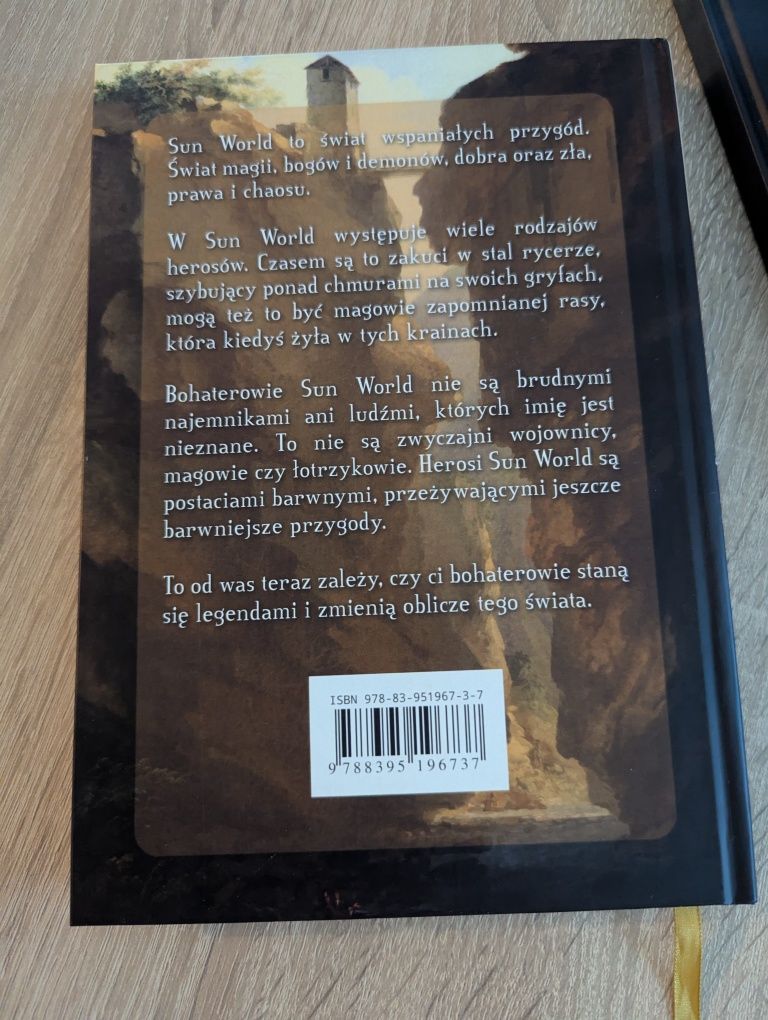 Sun World to świat wspaniałych przygód.
Świat magii, bogów i demonów, dobra oraz zła,
prawa i chaosu.
W Sun World występuje wiele rodzajów
herosów. Czasem są to zakuci w stal rycerze,
szybujący ponad chmurami na swoich gryfach,
mogą też to być magowie zapomnianej rasy,
która kiedyś żyła w tych krainach.
Bohaterowie Sun World nie są brudnymi
najemnikami ani ludźmi, których imię jest
nieznane. To nie są zwyczajni wojownicy,
magowie czy łotrzykowie. Herosi Sun World są
postaciami barwnymi, przeżywającymi jeszcze
barwniejsze przygody.
To od was teraz zależy, czy ci bohaterowie staną
się legendami i zmienią oblicze tego świata.
ISBN 978-83-951967-3-7
9 788395 196737